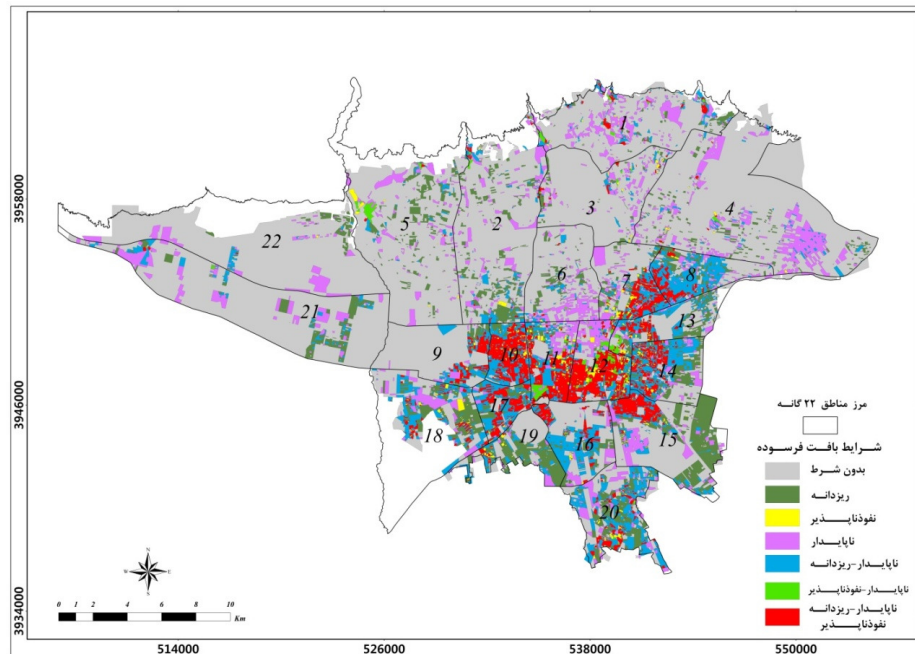 3958000
3946000
3934000
514000
526000
538000
550000
1
2
3
4
5
6
7
8
9
10
11
12
13
14
15
16
17
18
19
20
21
22
N
W
E
S
0 1 2 4 6 8 10
Km
مرز مناطق ۲۲ گانه
شرایط بافت فرسوده
بدون شرط
ریزدانه
نفوذناپذیر
ناپایدار
ناپایدار-ریزدانه
ناپایدار-نفوذناپذیر
ناپایدار-ریزدانه
نفوذناپذیر